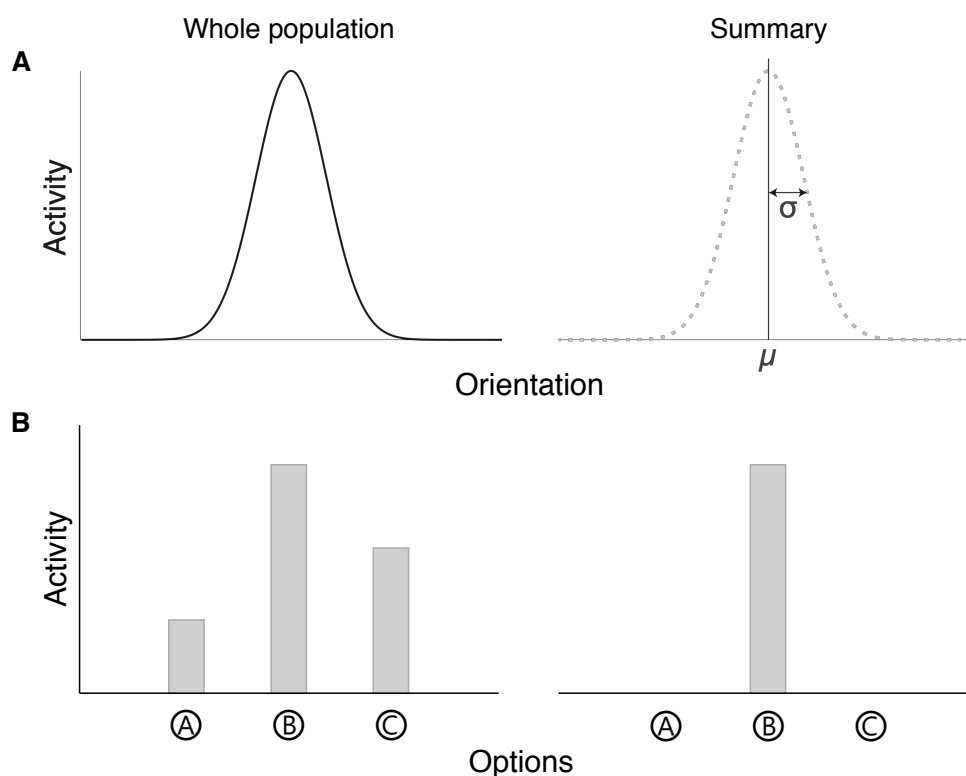 Whole population
Summary
A
Activity
σ
μ
Orientation
B
Activity
A B C
A B C
Options